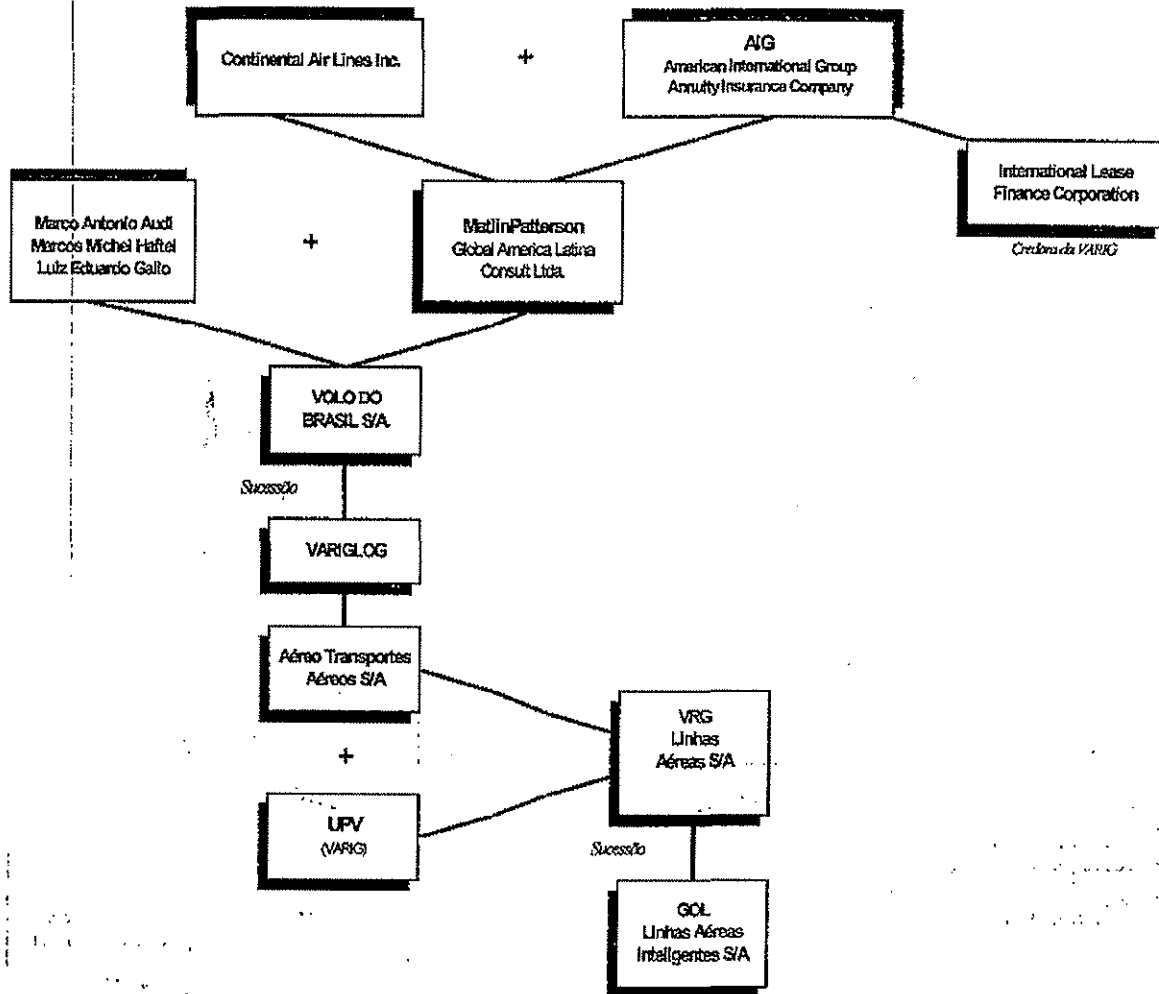 Continental Air Lines Inc.
+
AIG
American International Group
Annuity Insurance Company
International Lease
Finance Corporation
Credora da VARIG
Marco Antonio Audi
Marcos Michel Haftel
Luiz Eduardo Gallo
+
MatlinPatterson
Global America Latina
Consult Ltda.
VOLO DO
BRASIL S/A.
Sucessão
VARIGLOG
Aéreo Transportes
Aéreos S/A
+
UPV
(VARIG)
VRG
Linhas
Aéreas S/A
Sucessão
GOL
Linhas Aéreas
Inteligentes S/A